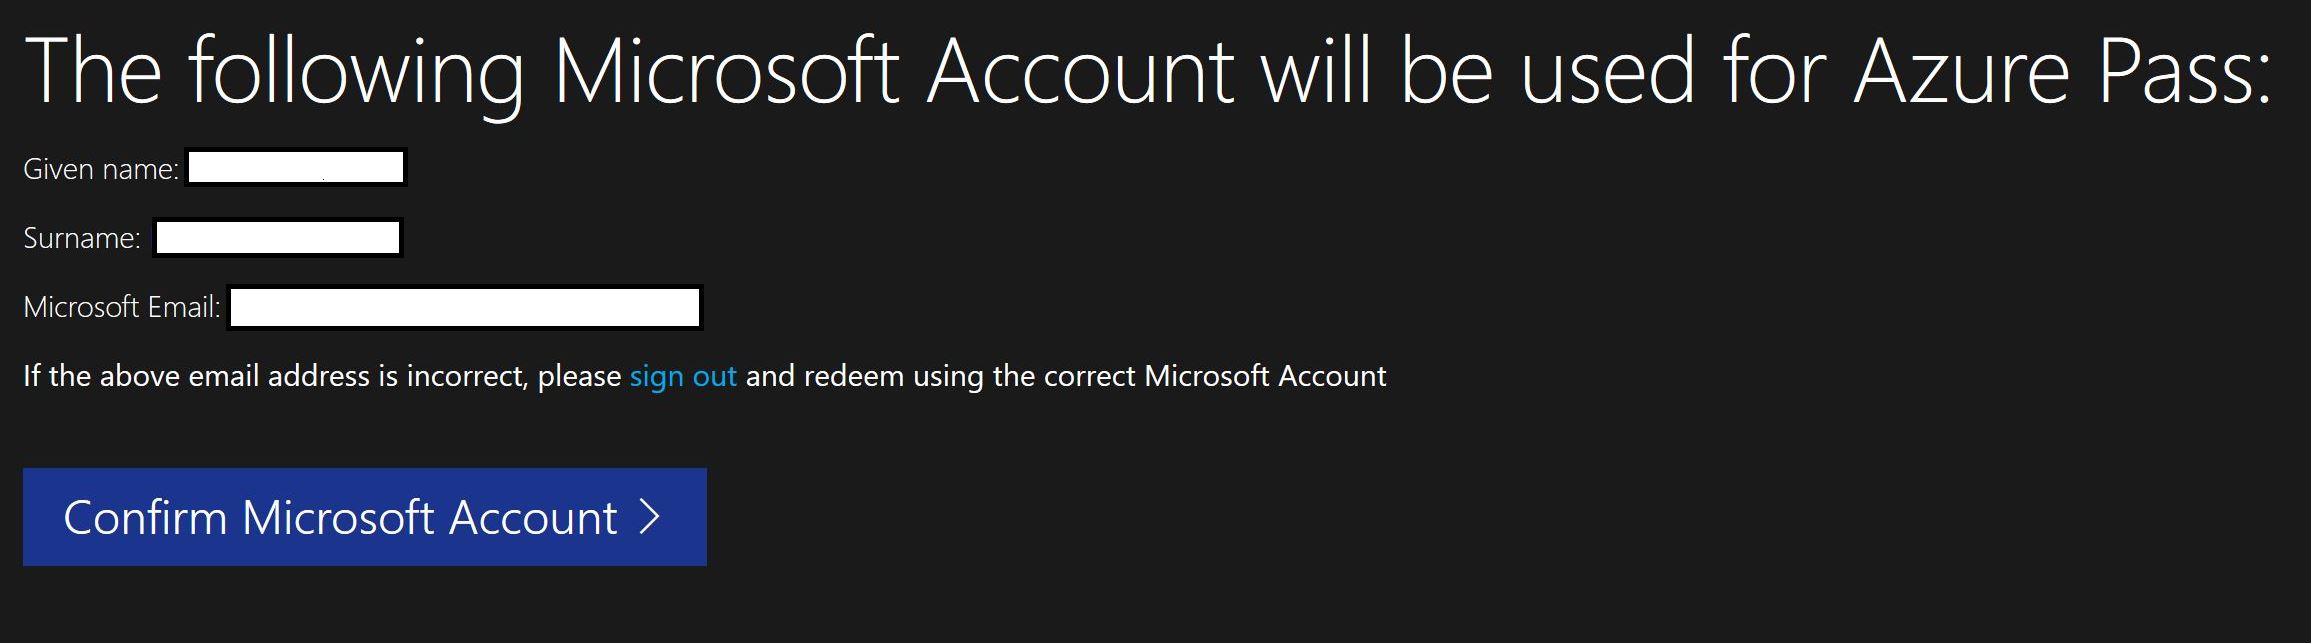 The following Microsoft Account will be used for Azure Pass:
Given name:
Surname:
Microsoft Email:
If the above email address is incorrect, please sign out and redeem using the correct Microsoft Account
Confirm Microsoft Account